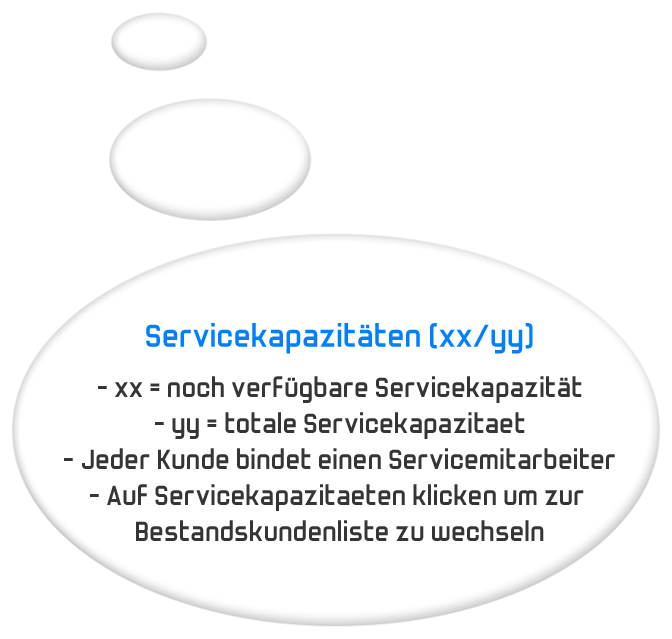 Servicekapazitäten (xx/yy)
- xx = noch verfügbare Servicekapazität
- yy = totale Servicekapazitaet
- Jeder Kunde bindet einen Servicemitarbeiter
- Auf Servicekapazitaeten klicken um zur
Bestandskundenliste zu wechseln